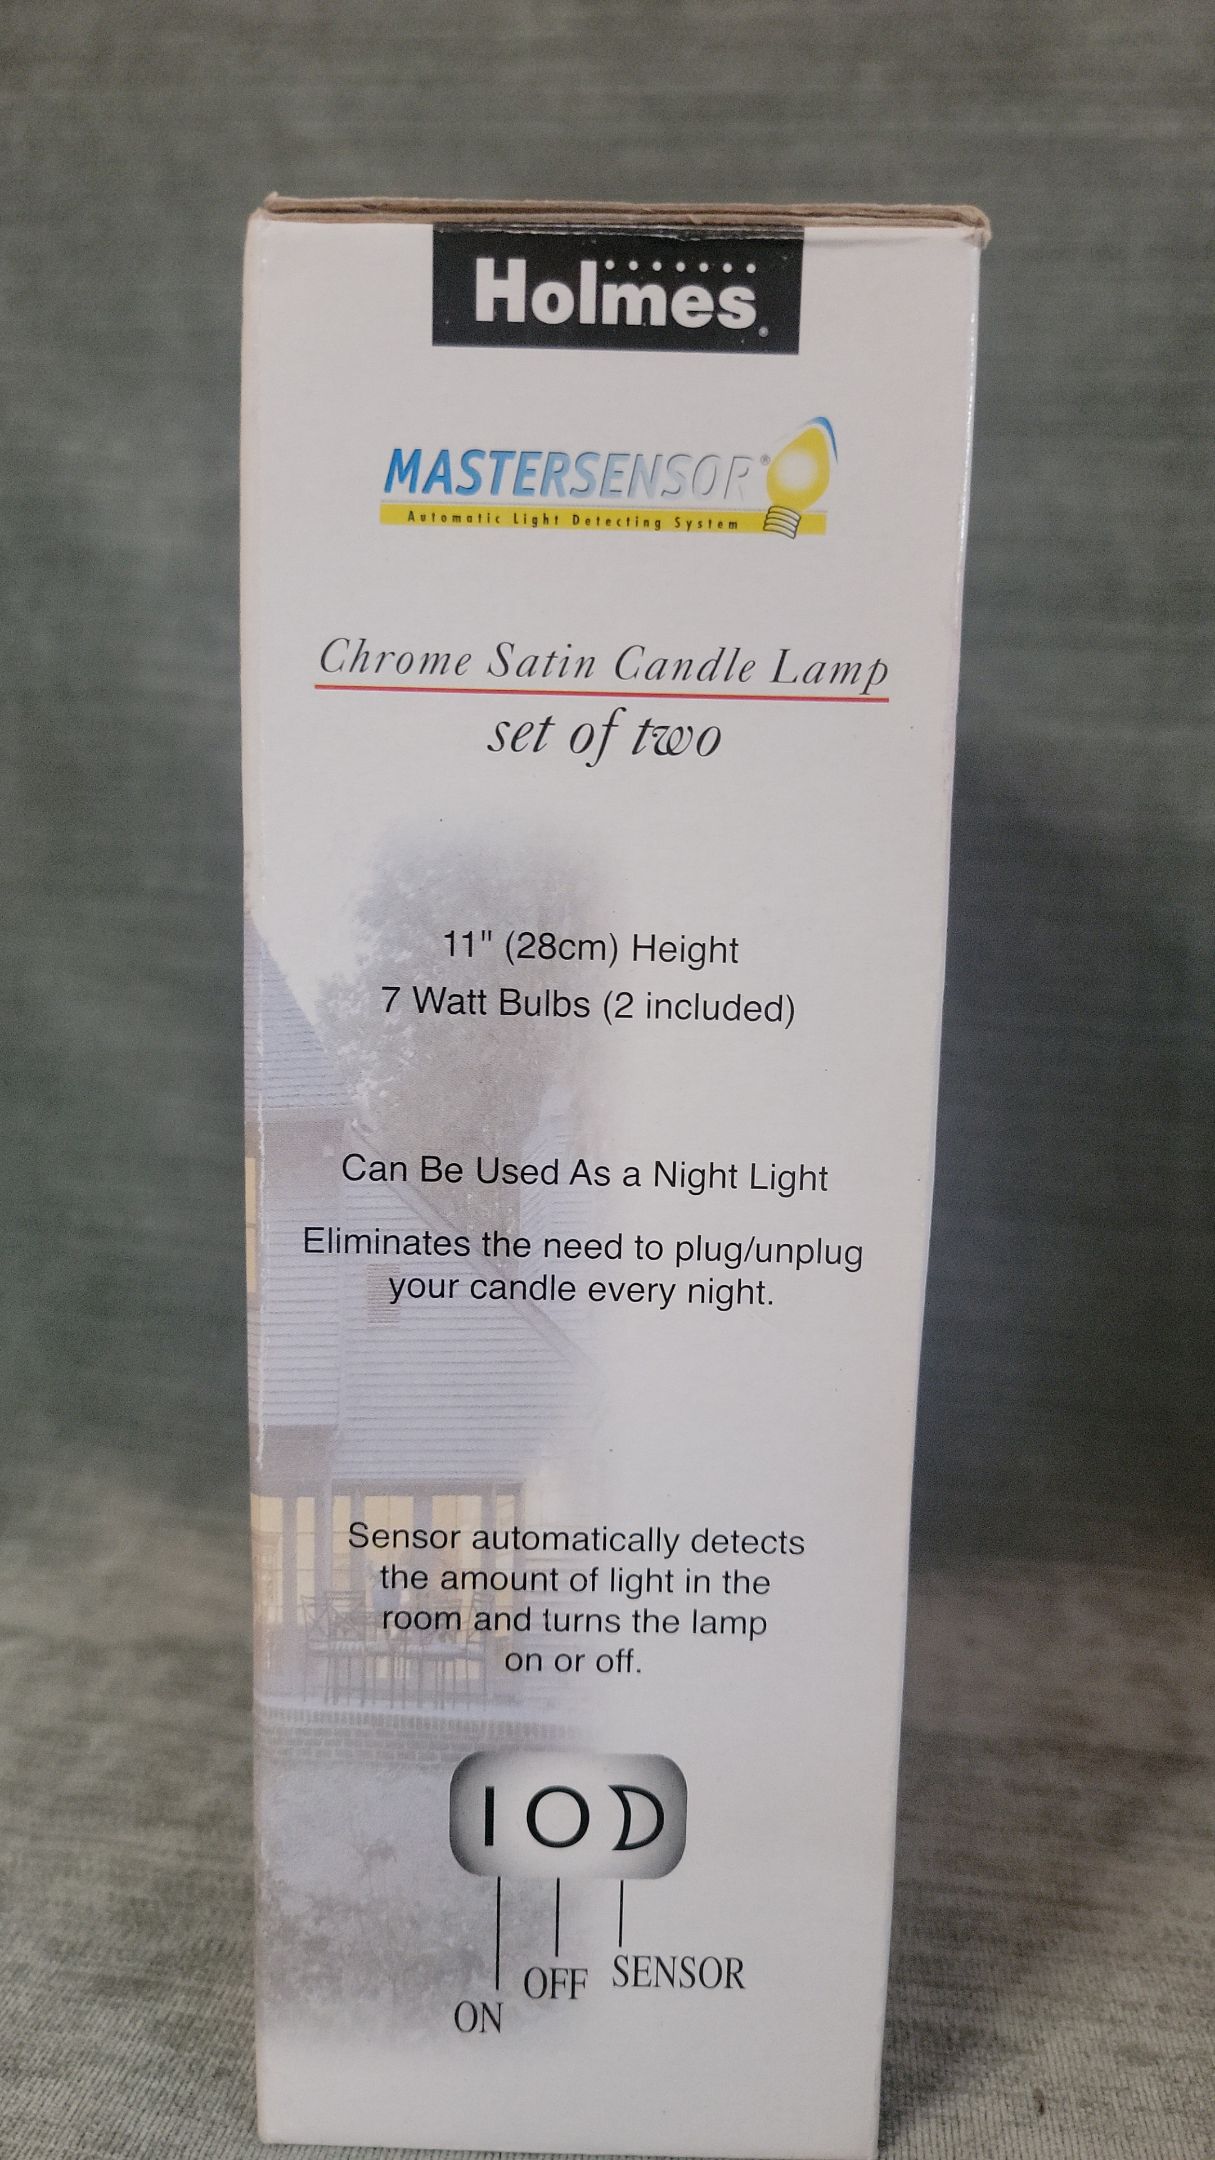 Holmes®
MASTERSENSOR®
Automatic Light Detecting System
Chrome Satin Candle Lamp
set of two
11" (28cm) Height
7 Watt Bulbs (2 included)
Can Be Used As a Night Light
Eliminates the need to plug/unplug
your candle every night.
Sensor automatically detects
the amount of light in the
room and turns the lamp
on or off.
I O
ON OFF SENSOR